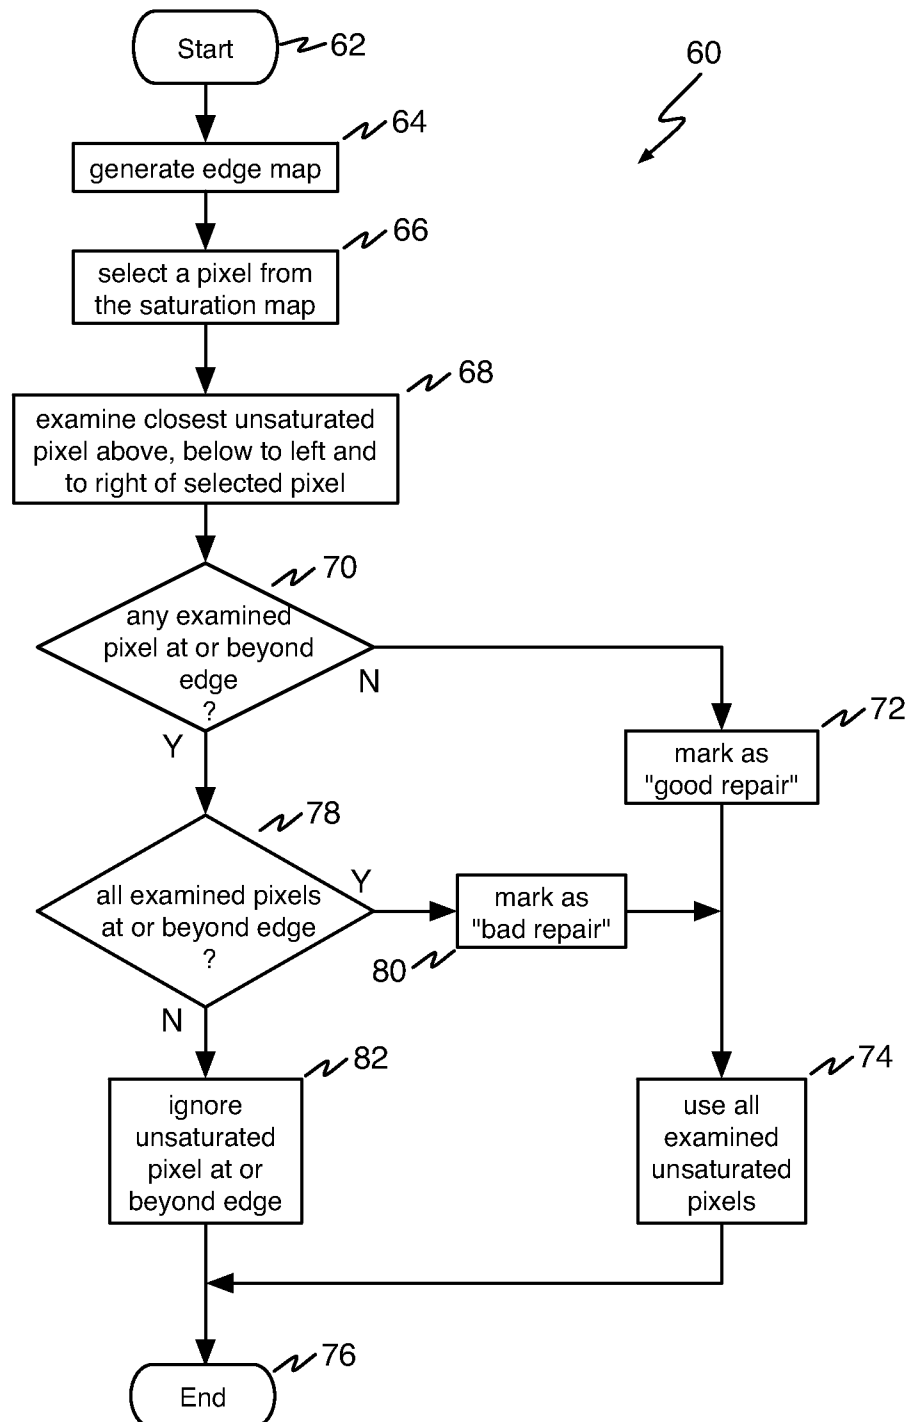 Start
62
60
64
generate edge map
66
select a pixel from
the saturation map
68
examine closest unsaturated
pixel above, below to left and
to right of selected pixel
70
any examined
pixel at or beyond
edge
?
N
Y
72
mark as
"good repair"
78
all examined pixels
at or beyond edge
?
Y
N
mark as
"bad repair"
80
82
ignore
unsaturated
pixel at or
beyond edge
74
use all
examined
unsaturated
pixels
76
End